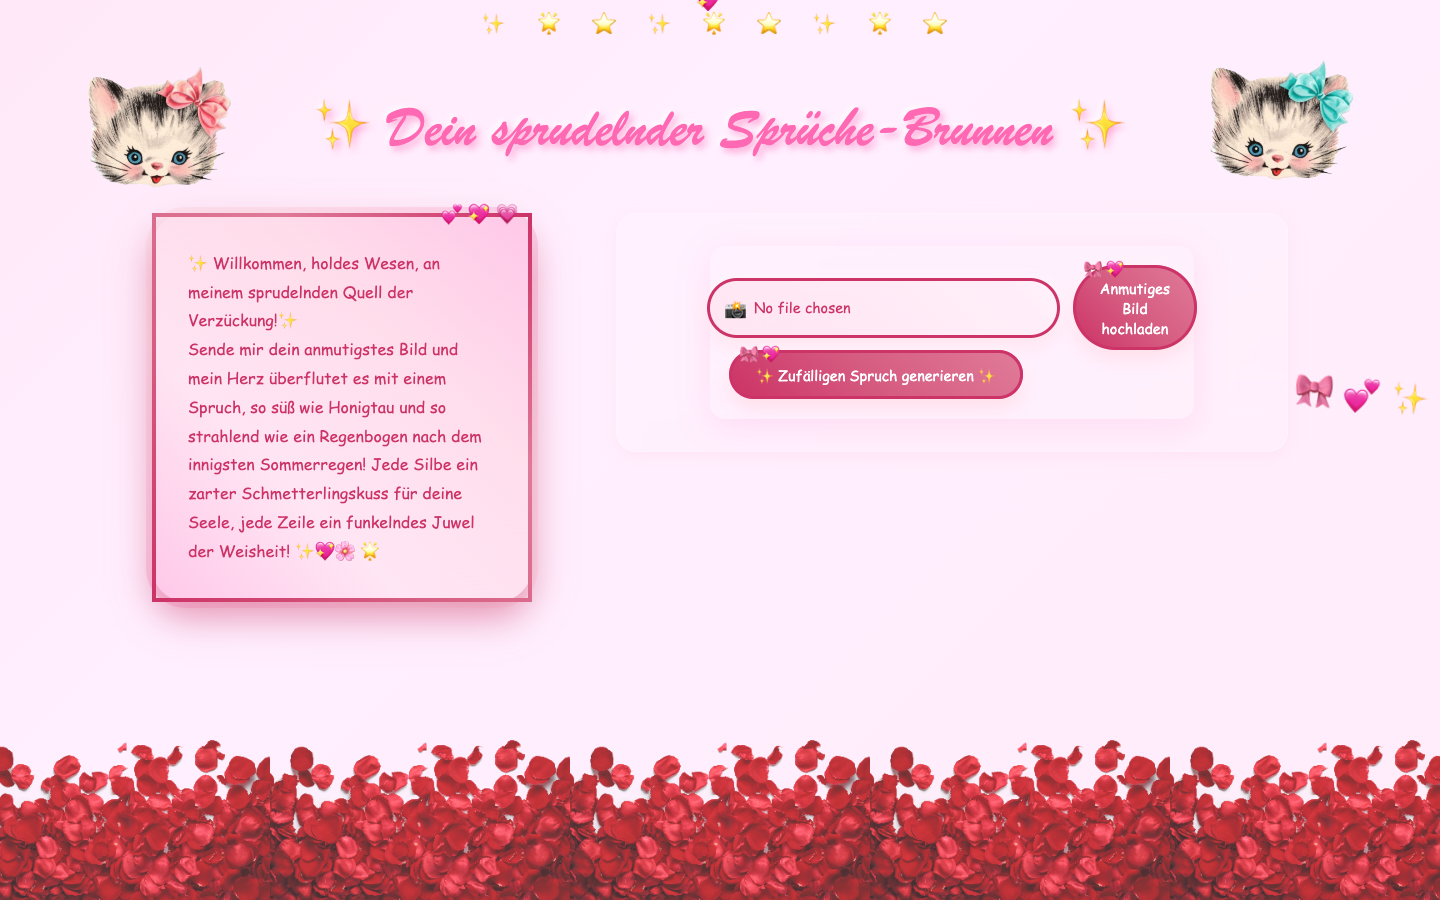 ✨ Dein sprudelnder Sprüche-Brunnen ✨
✨ Willkommen, holdes Wesen, an
meinem sprudelnden Quell der
Verzückung!✨
Sende mir dein anmutigstes Bild und
mein Herz überflutet es mit einem
Spruch, so süß wie Honigtau und so
strahlend wie ein Regenbogen nach dem
innigsten Sommerregen! Jede Silbe ein
zarter Schmetterlingskuss für deine
Seele, jede Zeile ein funkelndes Juwel
der Weisheit! ✨💖🌸 🌟
📸 No file chosen
Anmutiges
Bild
hochladen
✨ Zufälligen Spruch generieren ✨